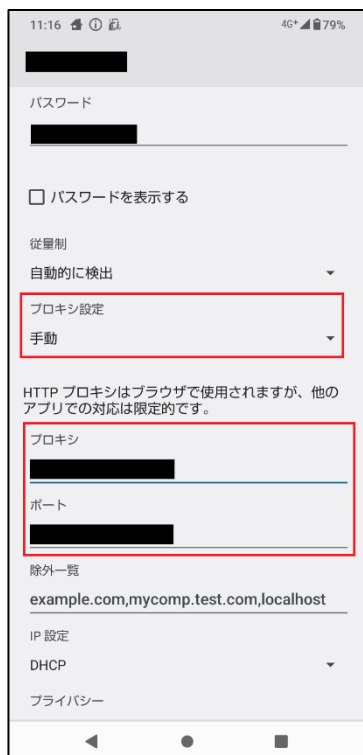 11:16
4G+ 79%
パスワード
パスワードを表示する
従量制
自動的に検出
プロキシ設定
手動
HTTP プロキシはブラウザで使用されますが、他の
アプリでの対応は限定的です。
プロキシ
ポート
除外一覧
example.com,mycomp.test.com,localhost
IP 設定
DHCP
プライバシー